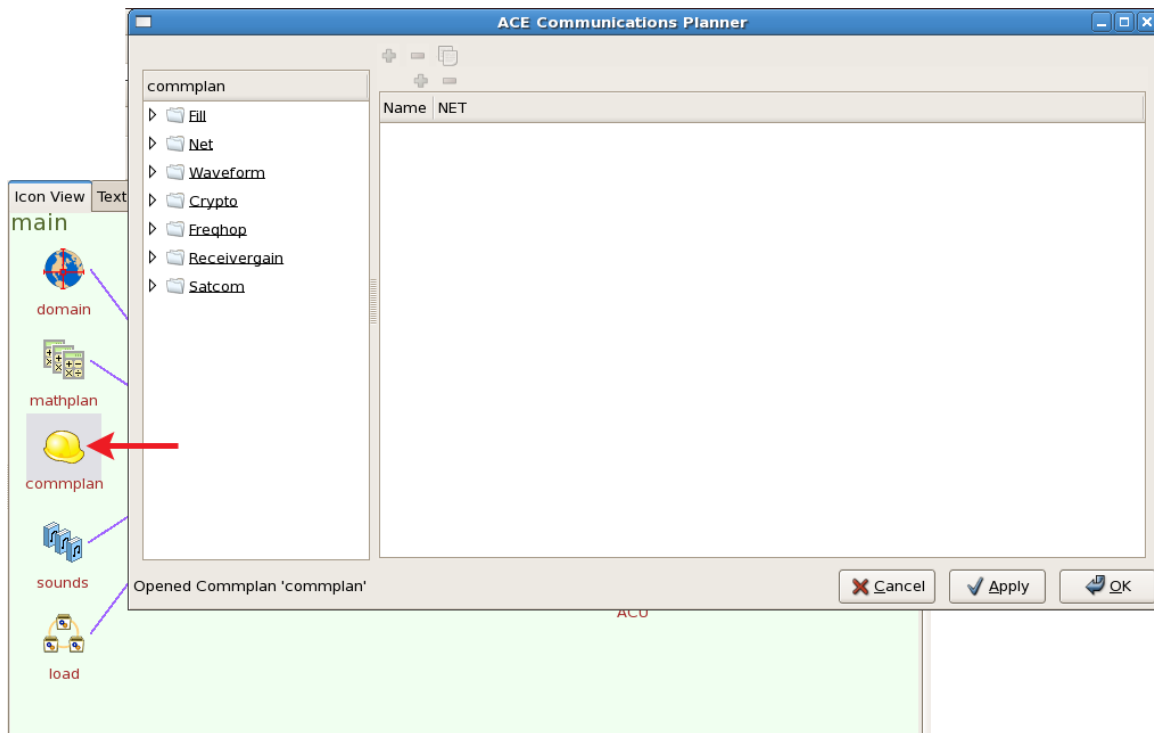 ACE Communications Planner
commplan
Fill
Net
Waveform
Crypto
Freqhop
Receivergain
Satcom
Name NET
Opened Commplan 'commplan'
Cancel
Apply
OK
Icon View
Text
main
domain
mathplan
commplan
sounds
load
ACU